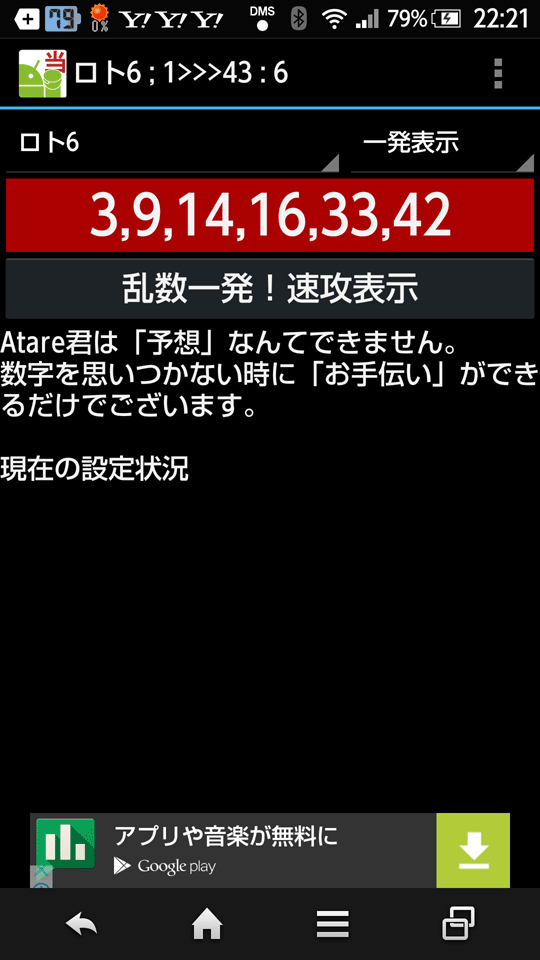 79
0%
Y! Y! Y!
DMS
79%
22:21
当
ロト6 ; 1>>>43 : 6
ロト6
一発表示
3,9,14,16,33,42
乱数一発！速攻表示
Atare君は「予想」なんてできません。
数字を思いつかない時に「お手伝い」ができ
るだけでございます。
現在の設定状況
アプリや音楽が無料に
Google play